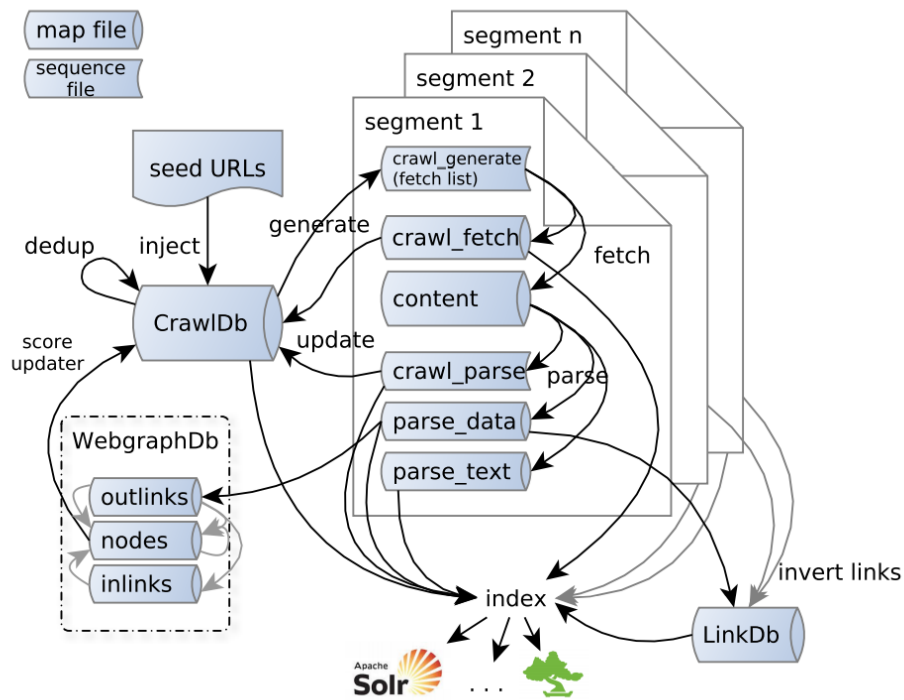 map file
sequence
file
segment n
segment 2
segment 1
seed URLs
crawl_generate
(fetch list)
generate
crawl_fetch
dedup
inject
fetch
content
CrawlDb
update
score
updater
crawl_parse
parse
parse_data
WebgraphDb
parse_text
outlinks
nodes
inlinks
invert links
index
LinkDb
Apache
Solr
. . .